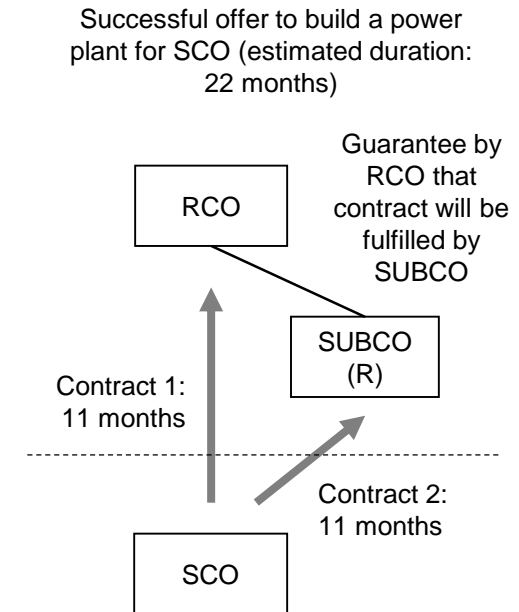 Successful offer to build a power
plant for SCO (estimated duration:
22 months)
Guarantee by
RCO that
contract will be
fulfilled by
SUBCO
RCO
SUBCO
(R)
Contract 1:
11 months
Contract 2:
11 months
SCO